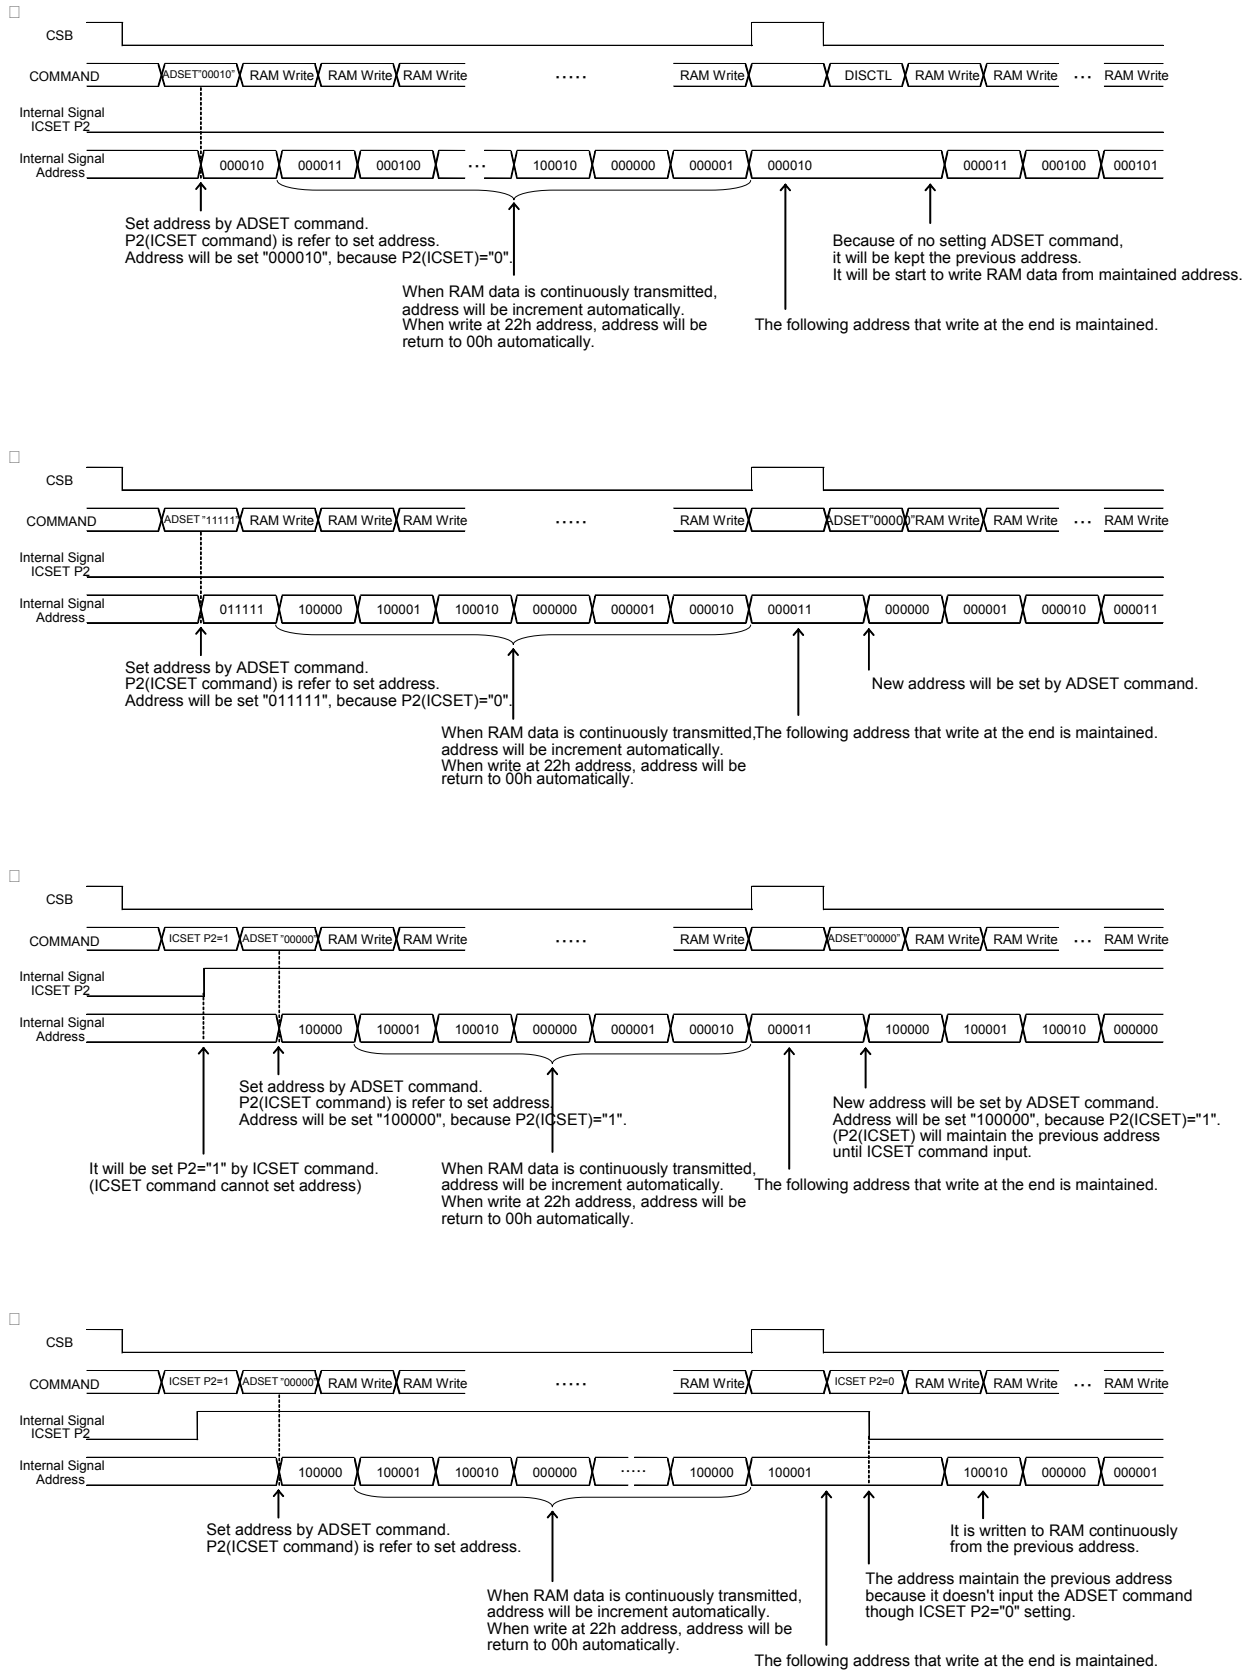 CSB
COMMAND ADSET"00010" RAM Write RAM Write RAM Write ····· RAM Write DISCTL RAM Write RAM Write ··· RAM Write
Internal Signal
ICSET P2
Internal Signal
Address
000010 000011 000100 ··· 100010 000000 000001 000010 000011 000100 000101
Set address by ADSET command.
P2(ICSET command) is refer to set address.
Address will be set "000010", because P2(ICSET)="0".
Because of no setting ADSET command,
it will be kept the previous address.
It will be start to write RAM data from maintained address.
When RAM data is continuously transmitted,
address will be increment automatically.
When write at 22h address, address will be
return to 00h automatically.
The following address that write at the end is maintained.
CSB
COMMAND ADSET"11111" RAM Write RAM Write RAM Write ····· RAM Write ADSET"00000" RAM Write RAM Write ··· RAM Write
Internal Signal
ICSET P2
Internal Signal
Address
011111 100000 100001 100010 000000 000001 000010 000011 000000 000001 000010 000011
Set address by ADSET command.
P2(ICSET command) is refer to set address.
Address will be set "011111", because P2(ICSET)="0".
New address will be set by ADSET command.
When RAM data is continuously transmitted,
address will be increment automatically.
When write at 22h address, address will be
return to 00h automatically.
The following address that write at the end is maintained.
CSB
COMMAND ICSET P2=1 ADSET"00000" RAM Write RAM Write ····· RAM Write ADSET"00000" RAM Write RAM Write ··· RAM Write
Internal Signal
ICSET P2
Internal Signal
Address
100000 100001 100010 000000 000001 000010 000011 100000 100001 100010 000000
Set address by ADSET command.
P2(ICSET command) is refer to set address.
Address will be set "100000", because P2(ICSET)="1".
New address will be set by ADSET command.
Address will be set "100000", because P2(ICSET)="1".
(P2(ICSET) will maintain the previous address
until ICSET command input.
It will be set P2="1" by ICSET command.
(ICSET command cannot set address)
When RAM data is continuously transmitted,
address will be increment automatically.
When write at 22h address, address will be
return to 00h automatically.
The following address that write at the end is maintained.
CSB
COMMAND ICSET P2=1 ADSET"00000" RAM Write RAM Write ····· RAM Write ICSET P2=0 RAM Write RAM Write ··· RAM Write
Internal Signal
ICSET P2
Internal Signal
Address
100000 100001 100010 000000 ····· 100000 100001 100010 000000 000001
Set address by ADSET command.
P2(ICSET command) is refer to set address.
It is written to RAM continuously
from the previous address.
The address maintain the previous address
because it doesn't input the ADSET command
though ICSET P2="0" setting.
When RAM data is continuously transmitted,
address will be increment automatically.
When write at 22h address, address will be
return to 00h automatically.
The following address that write at the end is maintained.